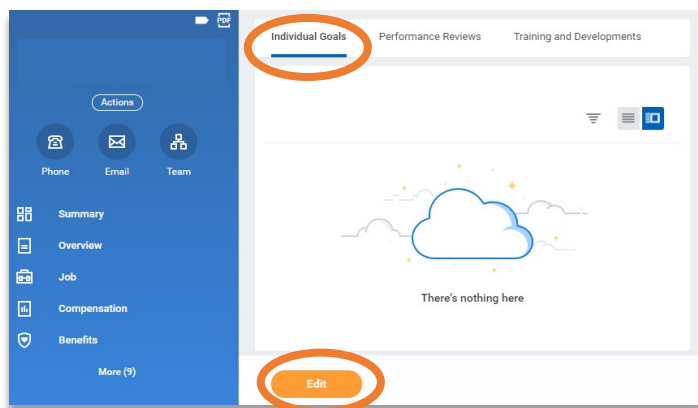 PDF
Actions
Phone Email Team
Summary
Overview
Job
Compensation
Benefits
More (9)
Individual Goals Performance Reviews Training and Developments
There's nothing here
Edit